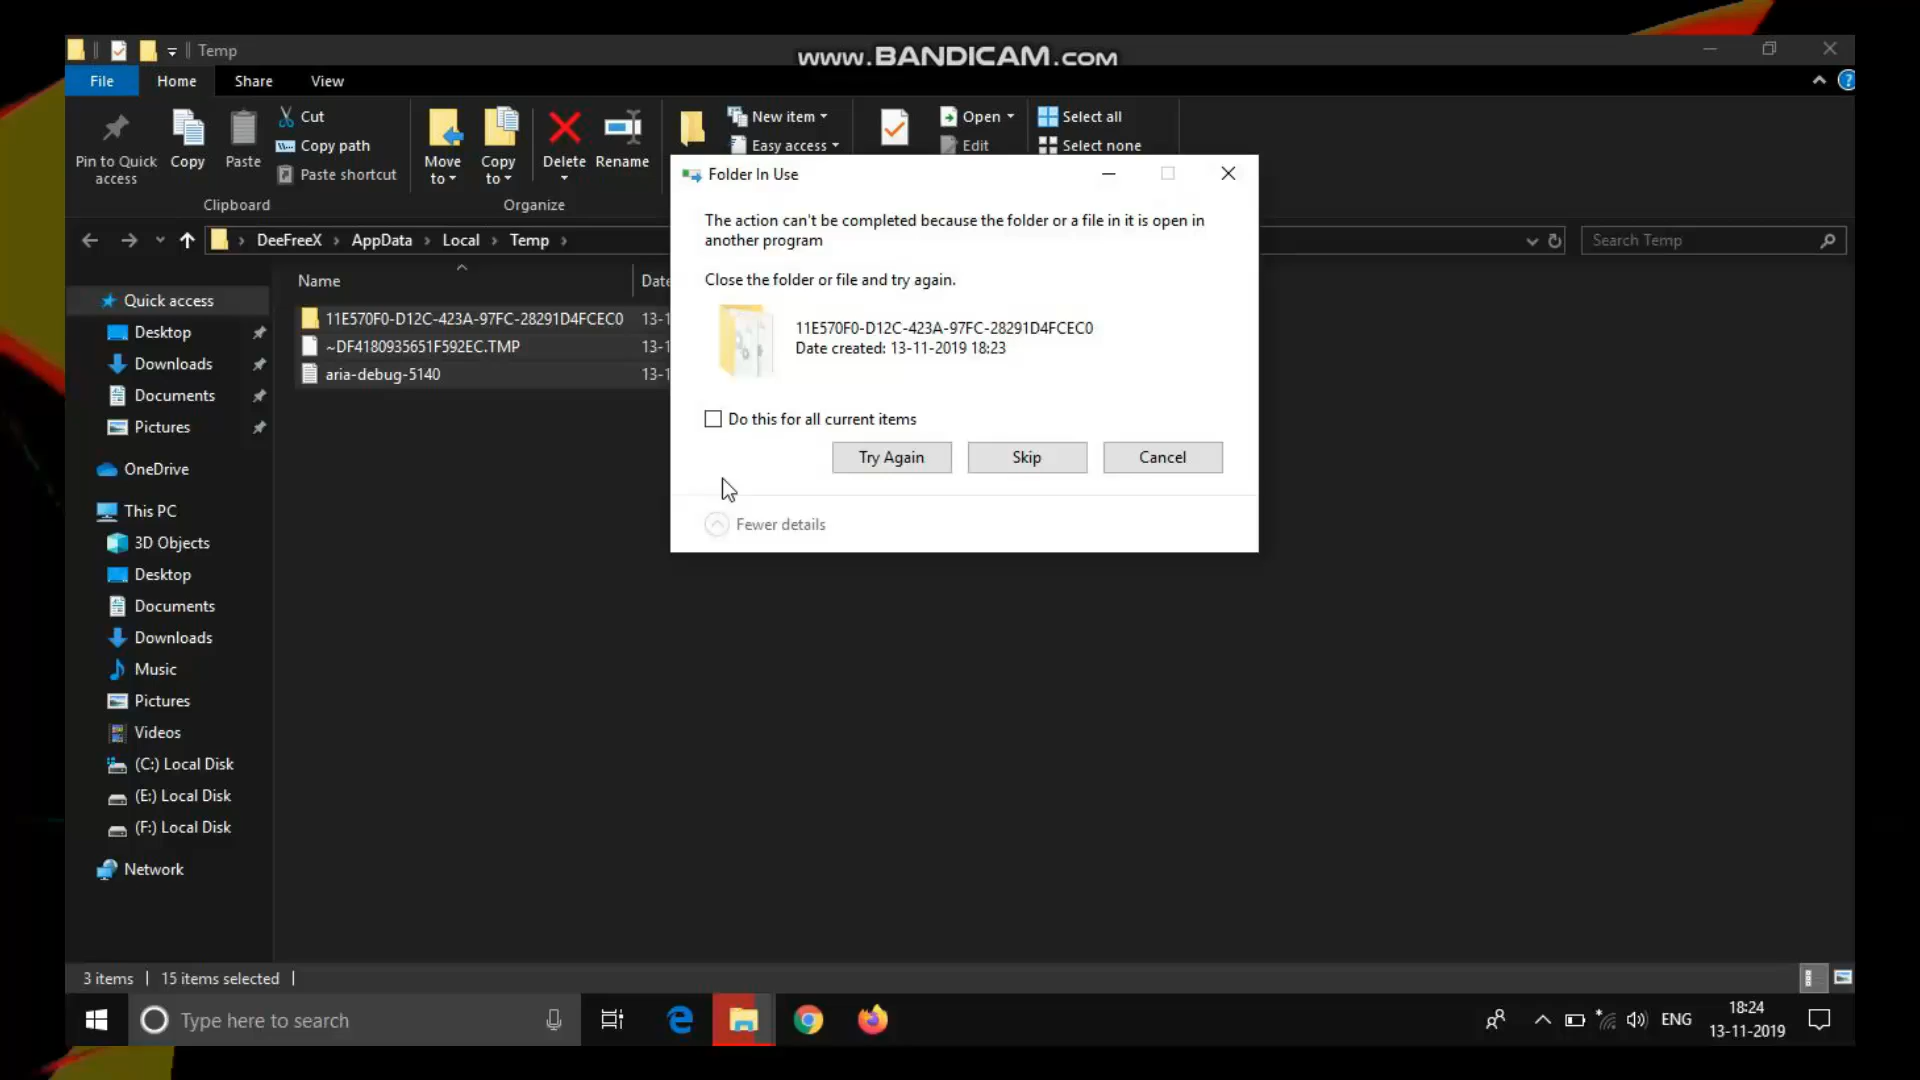 Temp
www.BANDICAM.com
File
Home
Share
View
?
Pin to Quick
access
Copy
Paste
Cut
Copy path
Paste shortcut
Move
to
Copy
to
Delete
Rename
New item
Easy access
Open
Edit
Select all
Select none
Clipboard
Organize
DeeFreeX > AppData > Local > Temp >
Search Temp
Name
Date
Quick access
Desktop
Downloads
Documents
Pictures
OneDrive
This PC
3D Objects
Desktop
Documents
Downloads
Music
Pictures
Videos
(C:) Local Disk
(E:) Local Disk
(F:) Local Disk
Network
11E570F0-D12C-423A-97FC-28291D4FCEC0 13-1
~DF4180935651F592EC.TMP 13-1
aria-debug-5140 13-1
Folder In Use
The action can't be completed because the folder or a file in it is open in
another program
Close the folder or file and try again.
11E570F0-D12C-423A-97FC-28291D4FCEC0
Date created: 13-11-2019 18:23
Do this for all current items
Try Again
Skip
Cancel
Fewer details
3 items | 15 items selected |
Type here to search
ENG
18:24
13-11-2019